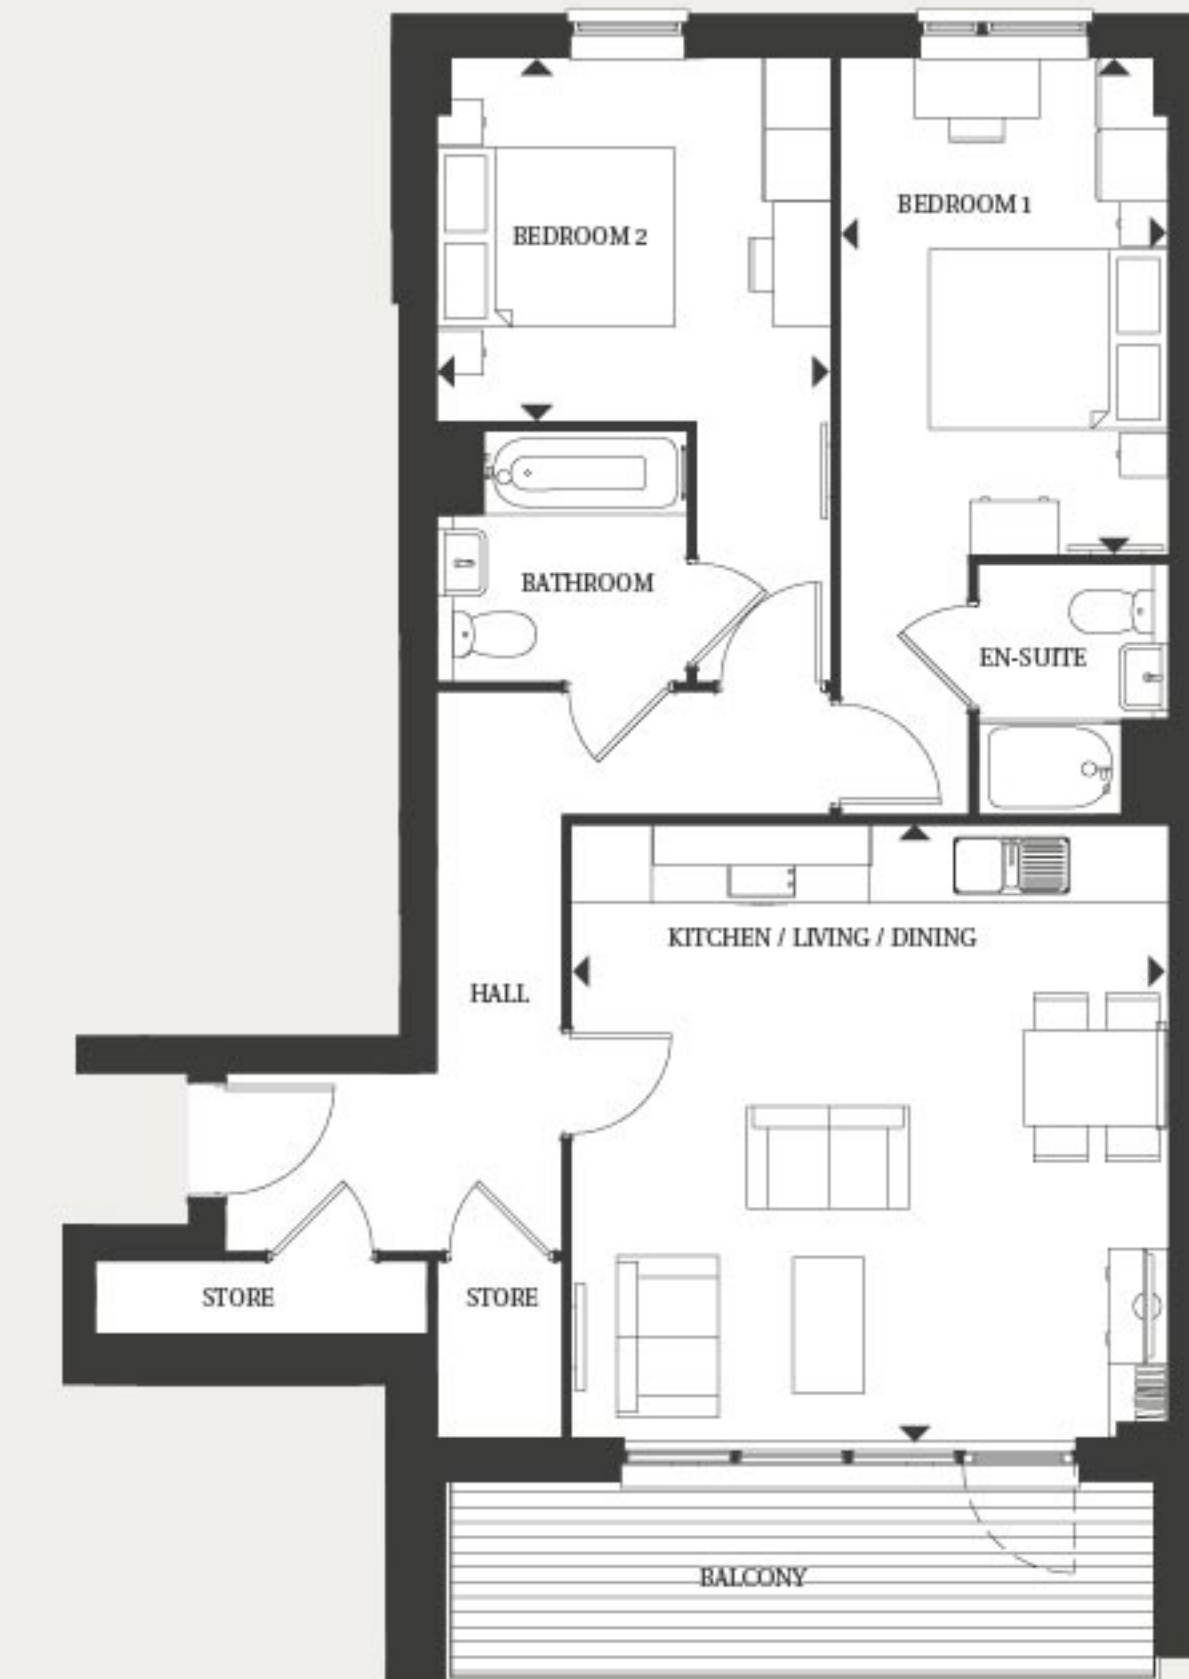 BEDROOM 1
BEDROOM 2
BATHROOM
EN-SUITE
KITCHEN / LIVING / DINING
HALL
STORE
STORE
BALCONY